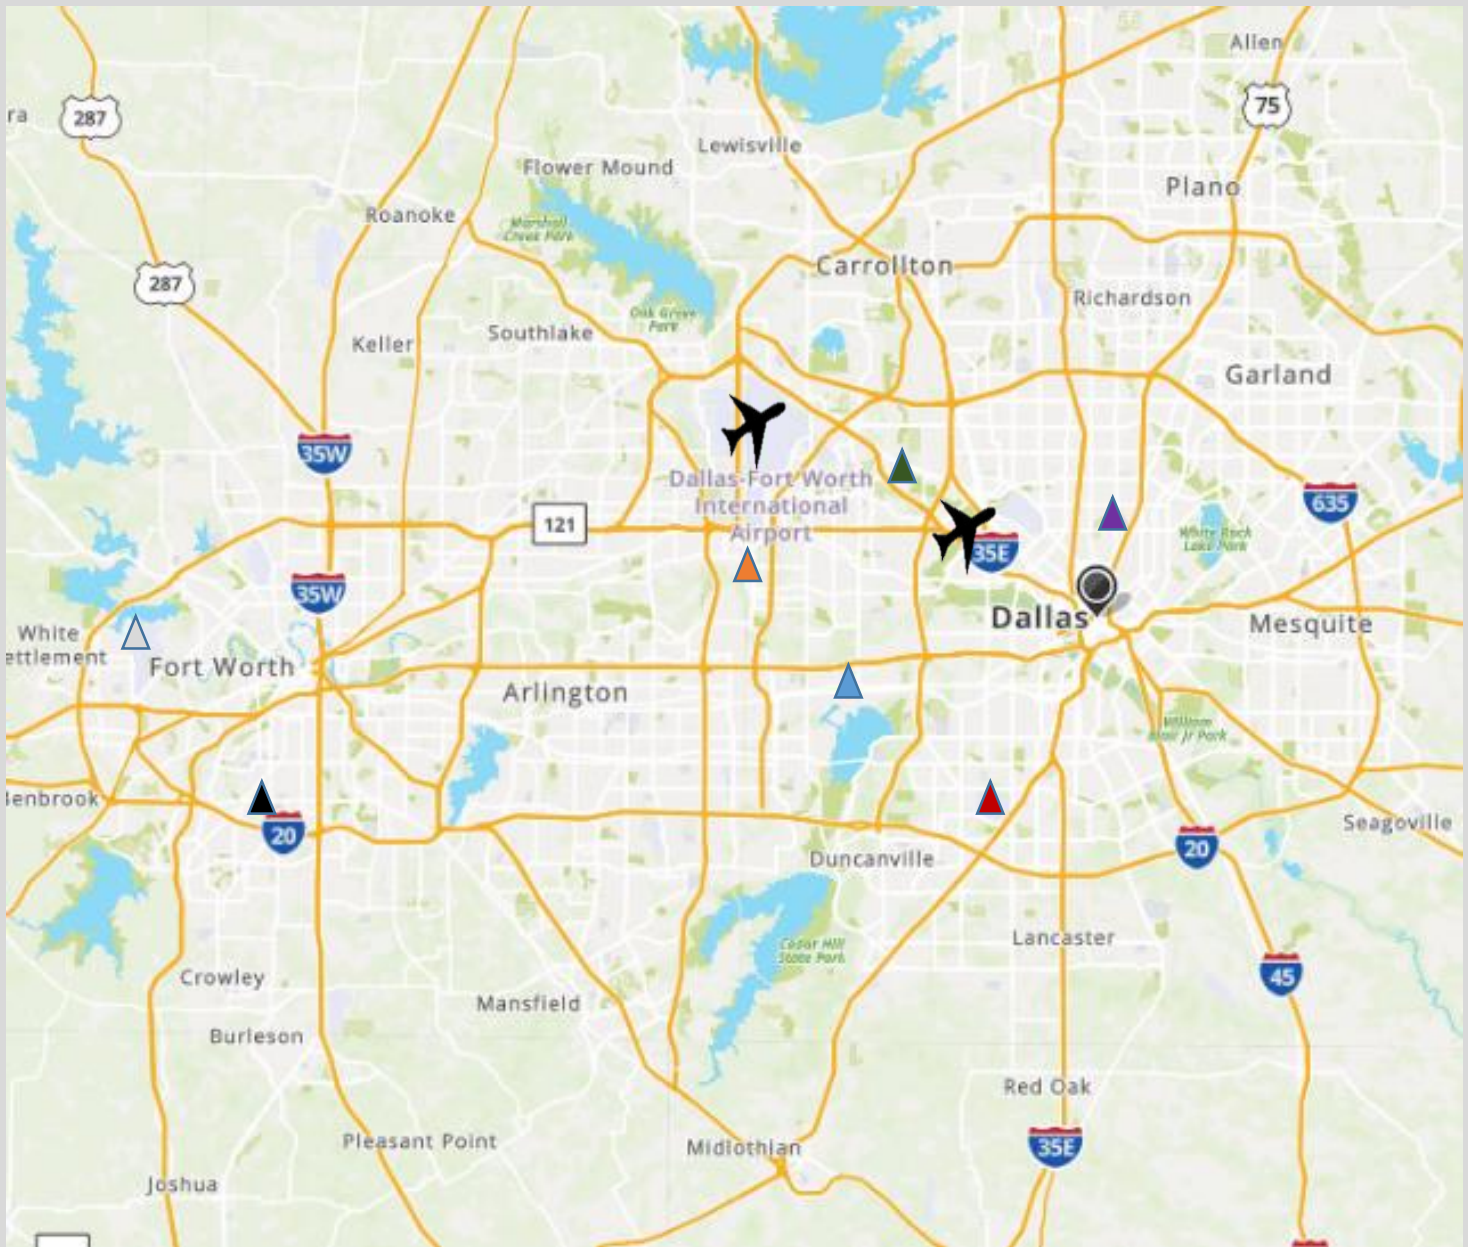 Allen
ra
287
75
Lewisville
Flower Mound
Plano
Roanoke
Marshall
Creek Park
Carrollton
287
Richardson
Oak Grove
Park
Southlake
Keller
Garland
35W
Dallas-Fort Worth
International
Airport
635
121
35E
White Rock
Lake Park
35W
Dallas
Mesquite
White
ettlement
Fort Worth
Arlington
William
Blair Jr Park
Benbrook
20
Seagoville
20
Duncanville
Lancaster
Cedar Hill
State Park
45
Crowley
Mansfield
Burleson
Red Oak
Pleasant Point
Midlothian
35E
Joshua